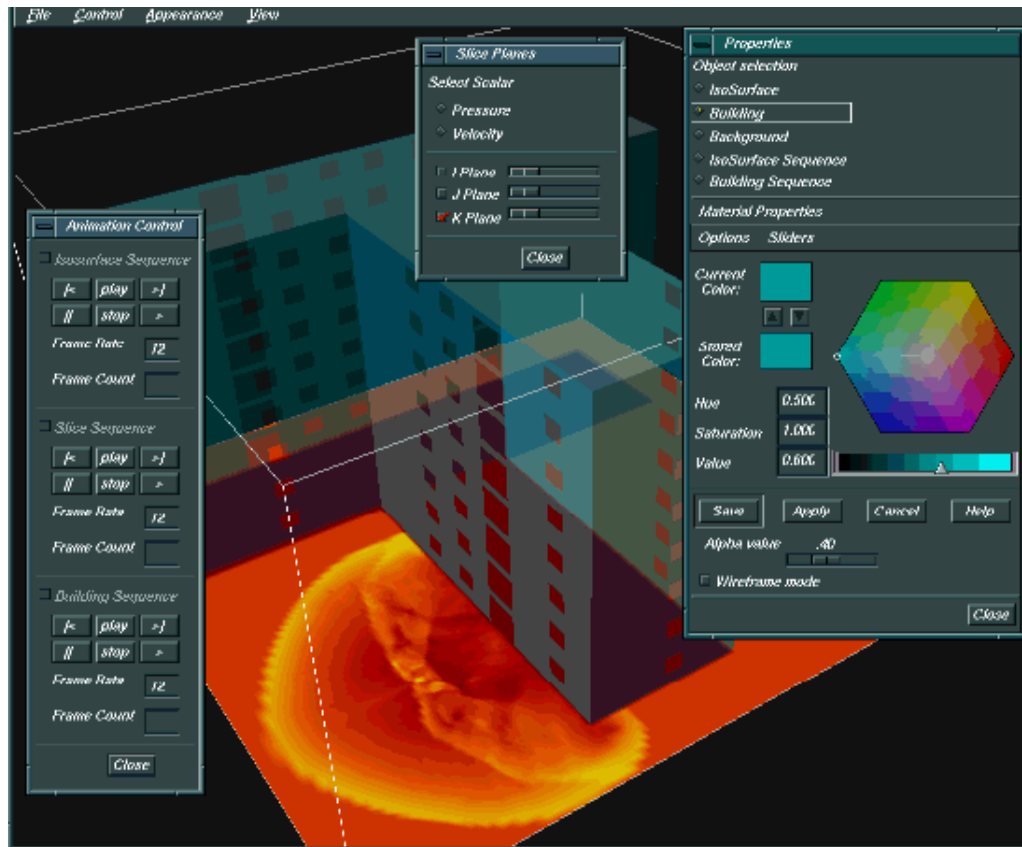 File Control Appearance View
Slice Planes
Select Scalar
Pressure
Velocity
I Plane
J Plane
K Plane
Close
Properties
Object selection
IsoSurface
Building
Background
IsoSurface Sequence
Building Sequence
Material Properties
Options Sliders
Current
Color:
Stored
Color:
Hue 0.500
Saturation 1.000
Value 0.600
Save Apply Cancel Help
Alpha value .40
Wireframe mode
Close
Animation Control
Isosurface Sequence
|< play >|
|| stop >
Frame Rate 12
Frame Count
Slice Sequence
|< play >|
|| stop >
Frame Rate 12
Frame Count
Building Sequence
|< play >|
|| stop >
Frame Rate 12
Frame Count
Close